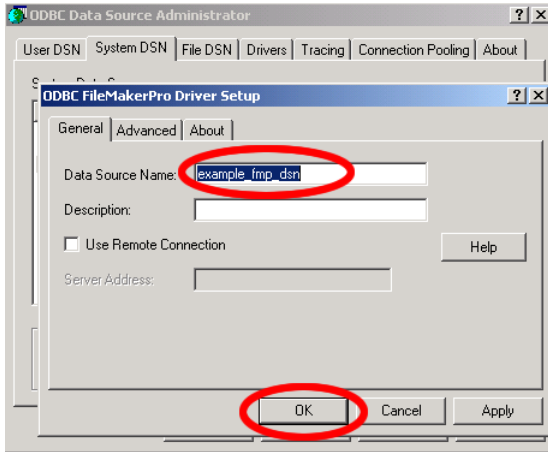 ODBC Data Source Administrator
User DSN System DSN File DSN Drivers Tracing Connection Pooling About
ODBC FileMakerPro Driver Setup
General Advanced About
Data Source Name: example_fmp_dsn
Description:
Use Remote Connection
Help
Server Address:
OK Cancel Apply